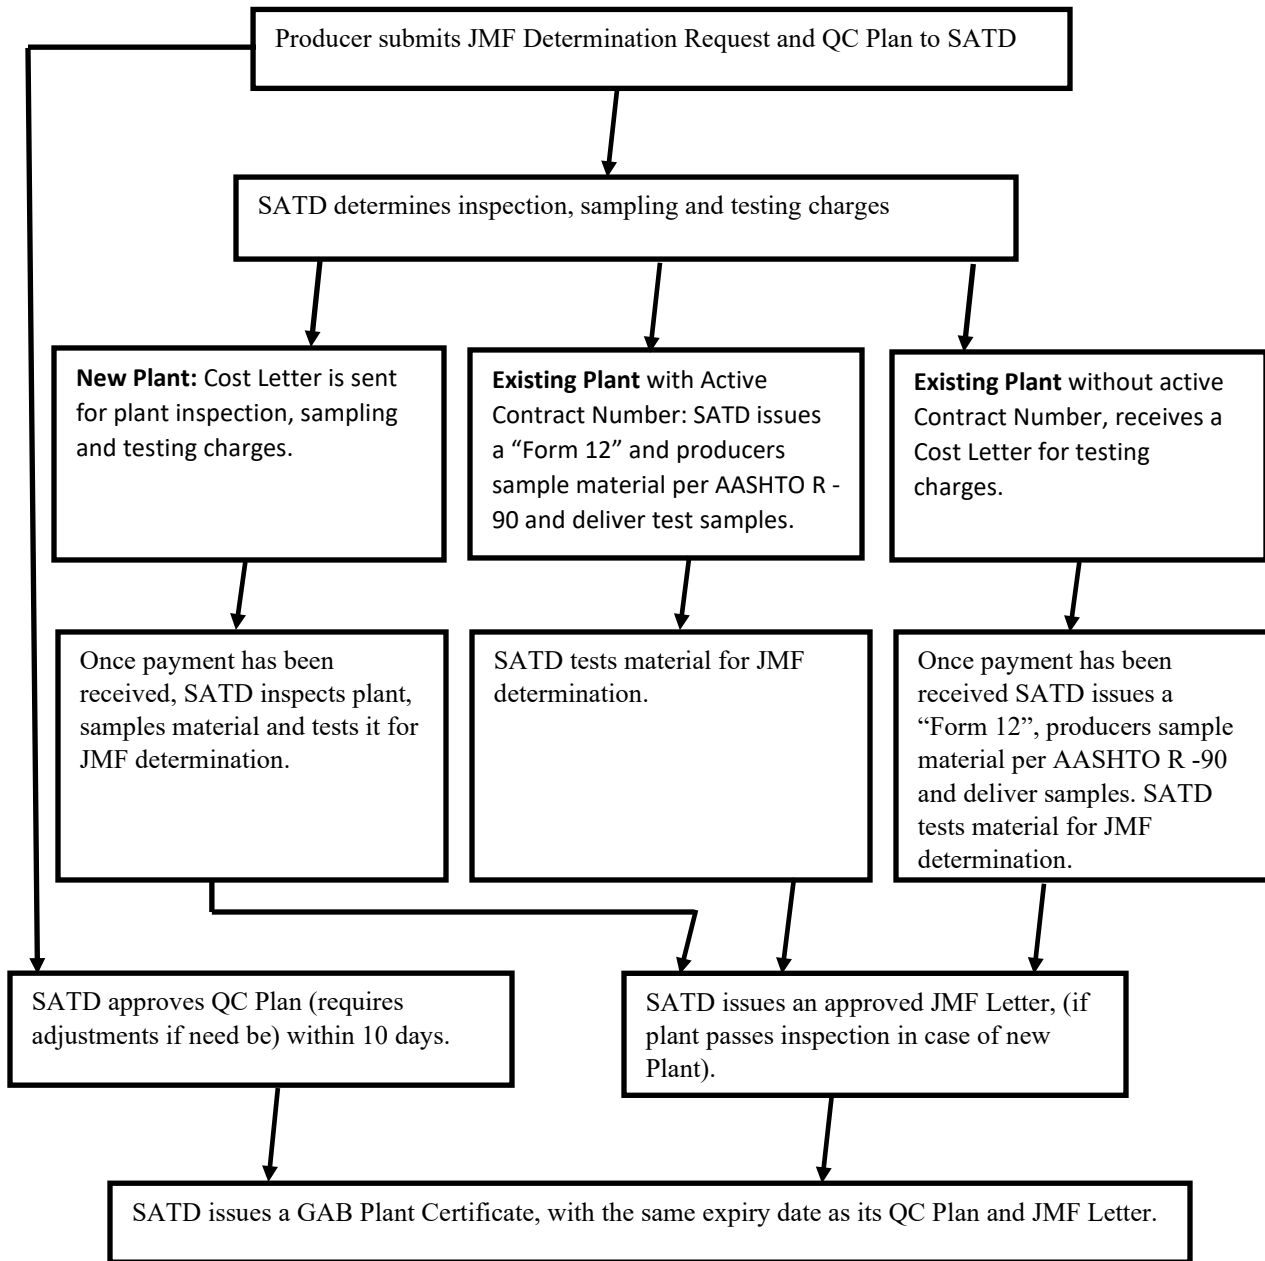 Producer submits JMF Determination Request and QC Plan to SATD
SATD determines inspection, sampling and testing charges
New Plant: Cost Letter is sent
for plant inspection, sampling
and testing charges.
Existing Plant with Active
Contract Number: SATD issues
a “Form 12” and producers
sample material per AASHTO R -
90 and deliver test samples.
Existing Plant without active
Contract Number, receives a
Cost Letter for testing
charges.
Once payment has been
received, SATD inspects plant,
samples material and tests it for
JMF determination.
SATD tests material for JMF
determination.
Once payment has been
received SATD issues a
“Form 12”, producers sample
material per AASHTO R -90
and deliver samples. SATD
tests material for JMF
determination.
SATD approves QC Plan (requires
adjustments if need be) within 10 days.
SATD issues an approved JMF Letter, (if
plant passes inspection in case of new
Plant).
SATD issues a GAB Plant Certificate, with the same expiry date as its QC Plan and JMF Letter.